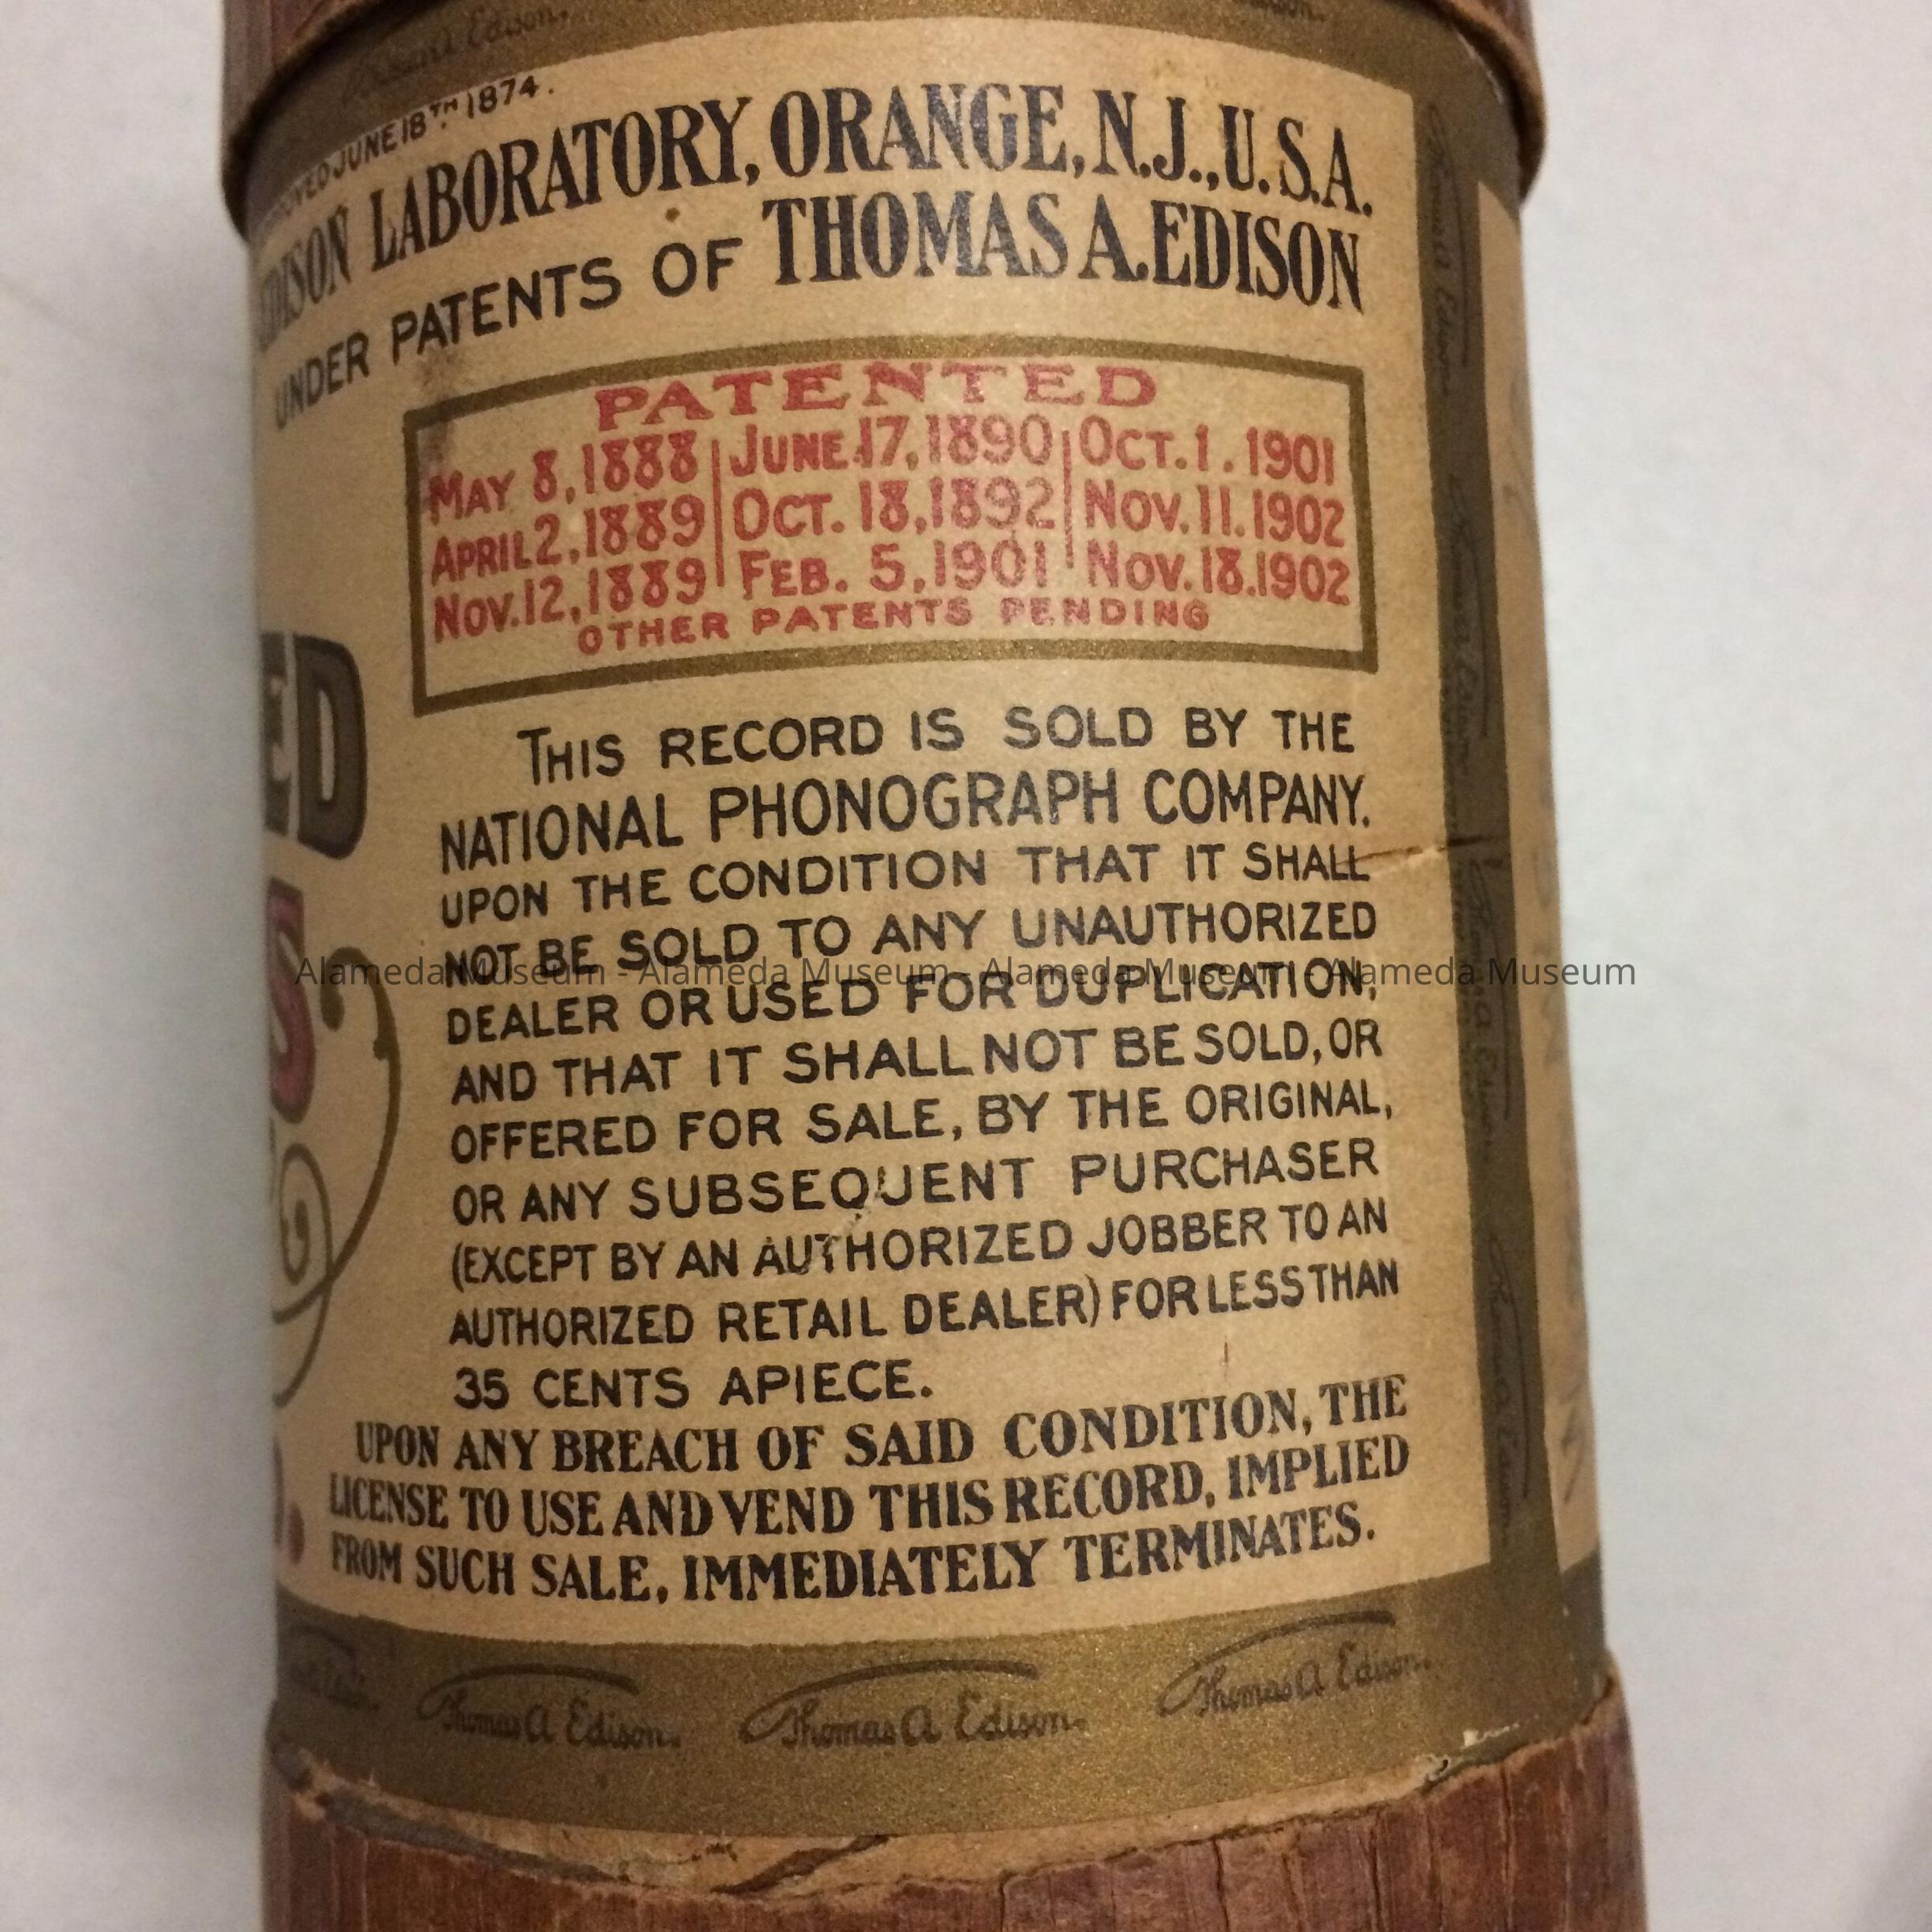 Thomas A Edison.
JUNE 18TH 1874.
EDISON LABORATORY, ORANGE, N.J., U.S.A.
UNDER PATENTS OF THOMAS A. EDISON
PATENTED
MAY 8, 1888 JUNE 17, 1890 OCT. 1. 1901
APRIL 2, 1889 OCT. 18, 1892 NOV. 11. 1902
NOV. 12, 1889 FEB. 5, 1901 NOV. 18. 1902
OTHER PATENTS PENDING
ED
S
THIS RECORD IS SOLD BY THE
NATIONAL PHONOGRAPH COMPANY.
UPON THE CONDITION THAT IT SHALL
NOT BE SOLD TO ANY UNAUTHORIZED
Alameda Museum - Alameda Museum - Alameda Museum - Alameda Museum
DEALER OR USED FOR DUPLICATION,
AND THAT IT SHALL NOT BE SOLD, OR
OFFERED FOR SALE, BY THE ORIGINAL,
OR ANY SUBSEQUENT PURCHASER
(EXCEPT BY AN AUTHORIZED JOBBER TO AN
AUTHORIZED RETAIL DEALER) FOR LESS THAN
35 CENTS APIECE.
UPON ANY BREACH OF SAID CONDITION, THE
LICENSE TO USE AND VEND THIS RECORD, IMPLIED
FROM SUCH SALE, IMMEDIATELY TERMINATES.
Thomas A Edison. Thomas A Edison. Thomas A Edison.